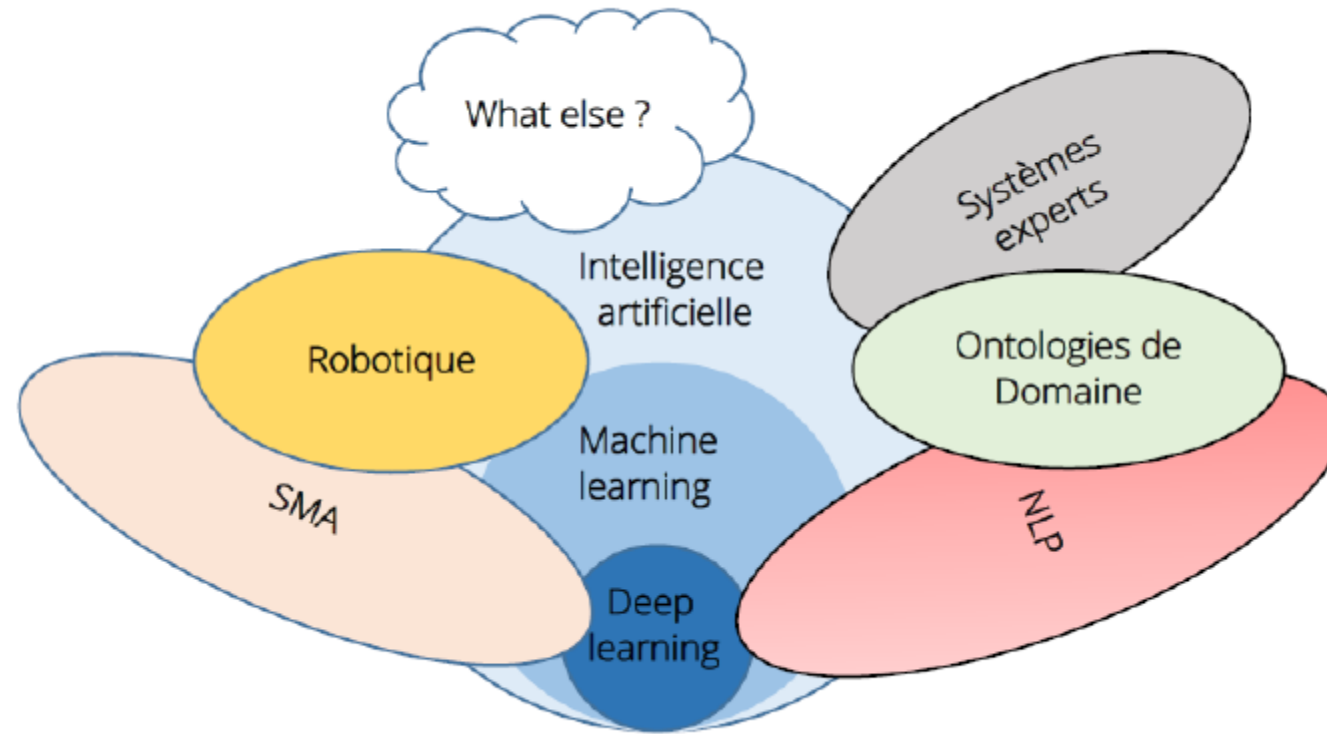 What else ?
Systèmes
experts
Intelligence
artificielle
Robotique
Ontologies de
Domaine
Machine
learning
SMA
NLP
Deep
learning